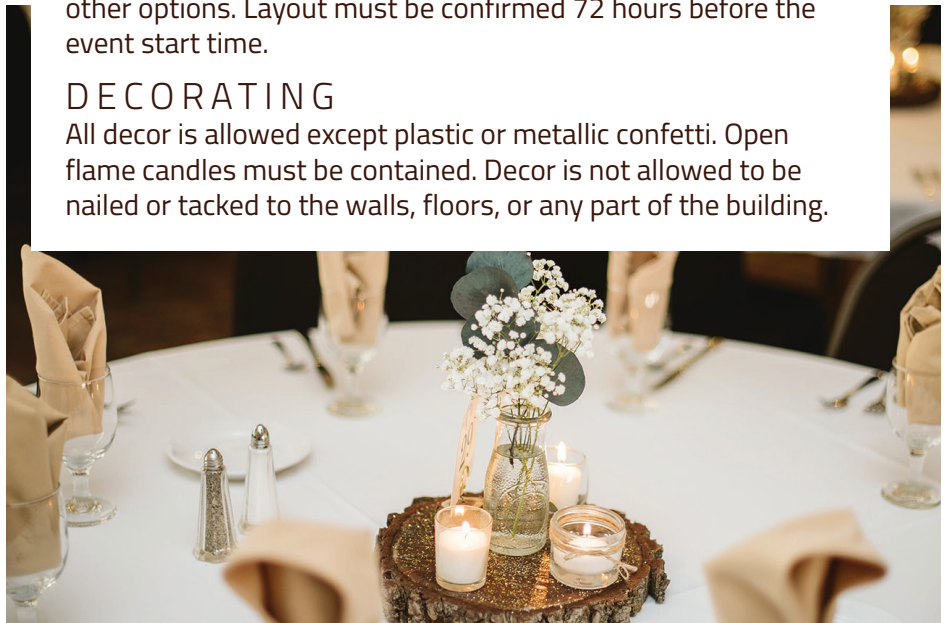 other options. Layout must be confirmed 72 hours before the
event start time.
DECORATING
All decor is allowed except plastic or metallic confetti. Open
flame candles must be contained. Decor is not allowed to be
nailed or tacked to the walls, floors, or any part of the building.